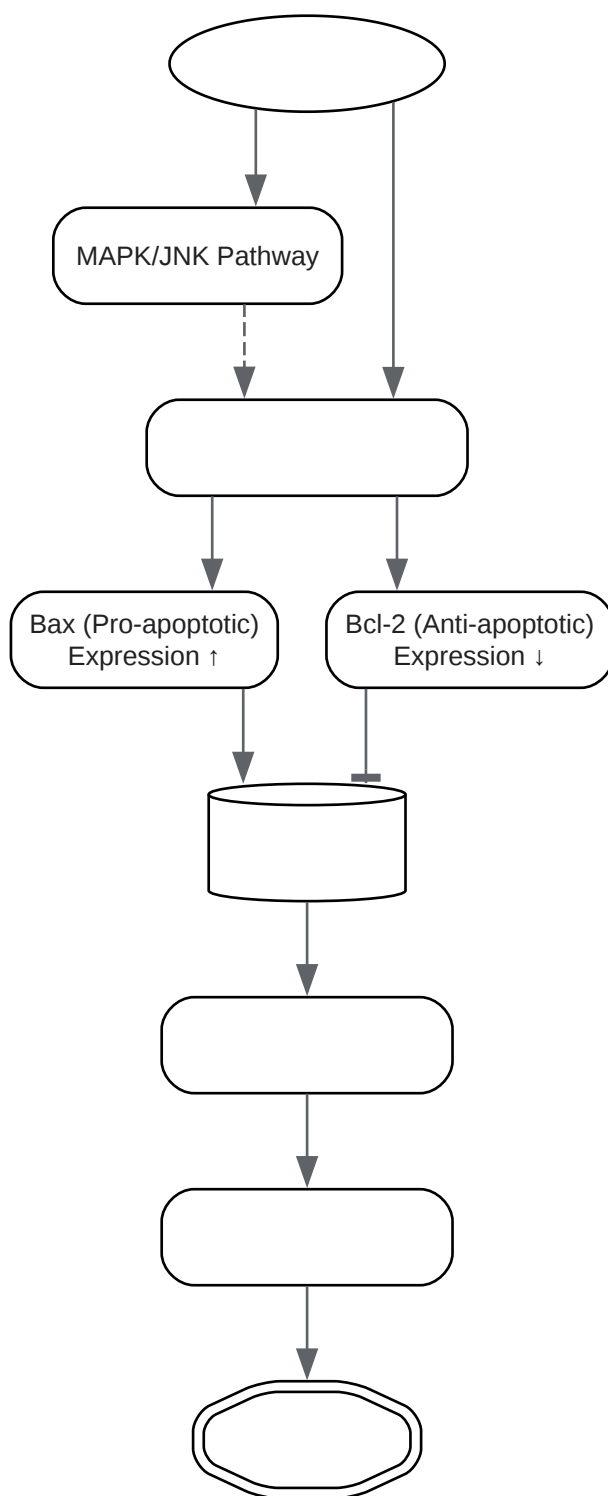 MAPK/JNK Pathway
Bax (Pro-apoptotic)
Expression ↑
Bcl-2 (Anti-apoptotic)
Expression ↓